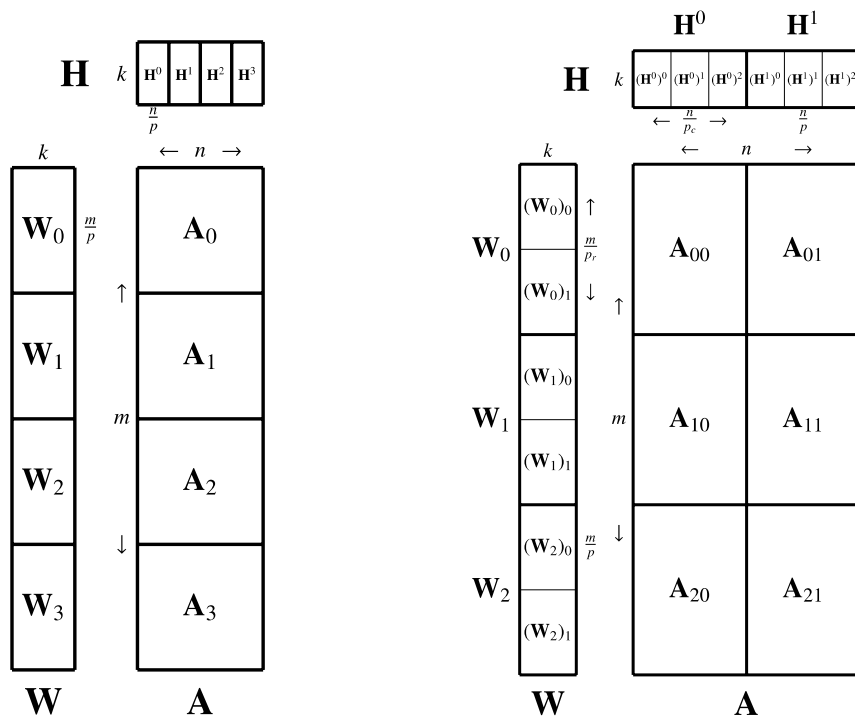 H
k
H^0 H^1 H^2 H^3
n/p
← n →
k
W_0
W_1
W_2
W_3
m/p
↑
m
↓
A_0
A_1
A_2
A_3
W
A
H^0 H^1
H
k
(H^0)^0 (H^0)^1 (H^0)^2 (H^1)^0 (H^1)^1 (H^1)^2
← n/p_c → n/p
← n →
k
W_0
(W_0)_0
(W_0)_1
↑
m/p_r
↓
W_1
(W_1)_0
(W_1)_1
W_2
(W_2)_0
(W_2)_1
m/p
↑
m
↓
A_00 A_01
A_10 A_11
A_20 A_21
W
A